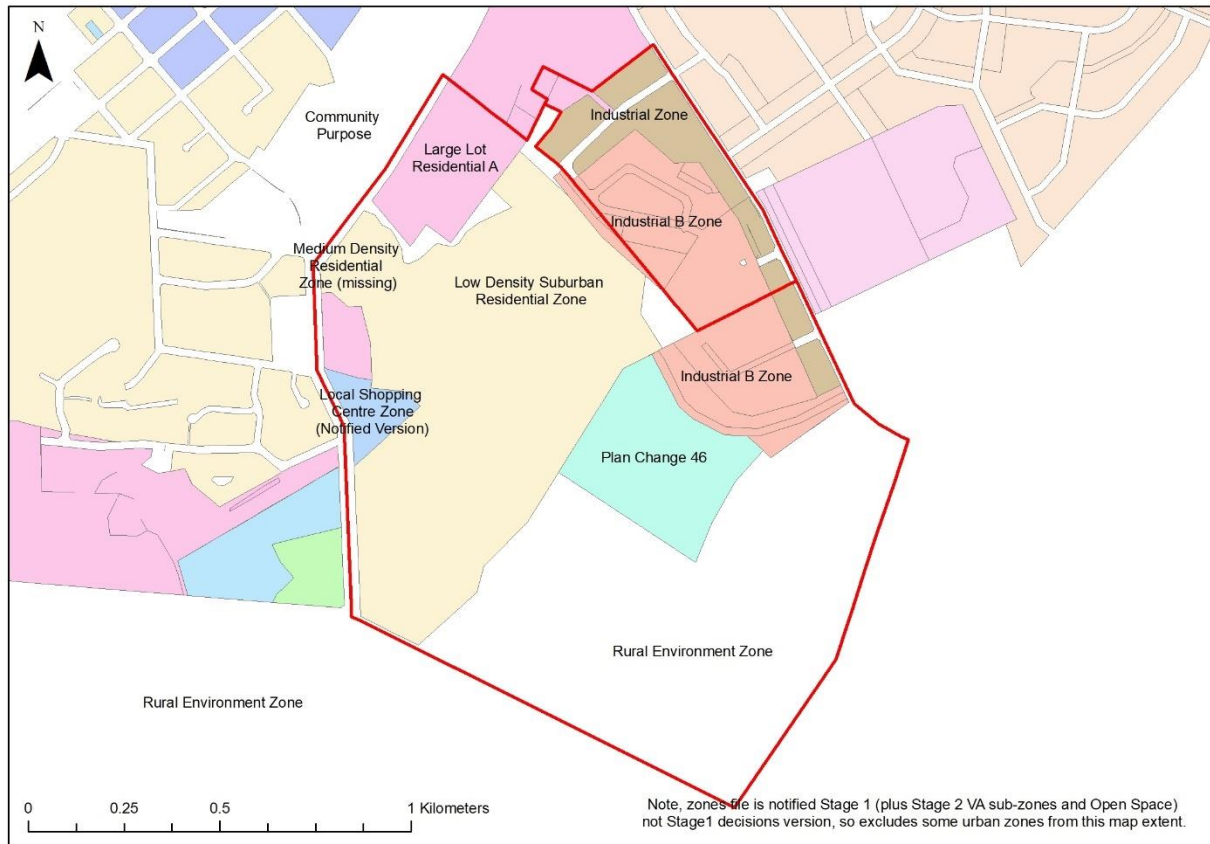 N
Community
Purpose
Industrial Zone
Large Lot
Residential A
Industrial B Zone
Medium Density
Residential
Zone (missing)
Low Density Suburban
Residential Zone
Industrial B Zone
Local Shopping
Centre Zone
(Notified Version)
Plan Change 46
Rural Environment Zone
Rural Environment Zone
0 0.25 0.5 1 Kilometers
Note, zones file is notified Stage 1 (plus Stage 2 VA sub-zones and Open Space)
not Stage1 decisions version, so excludes some urban zones from this map extent.